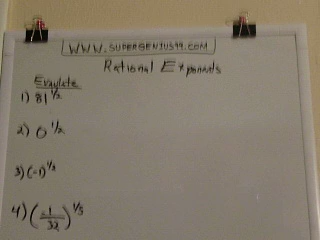 WWW.SUPERGENIUS99.COM
Rational Exponents
Evaulate
1) 81^1/2
2) 0^1/2
3) (-1)^1/3
4) (-1/32)^1/5